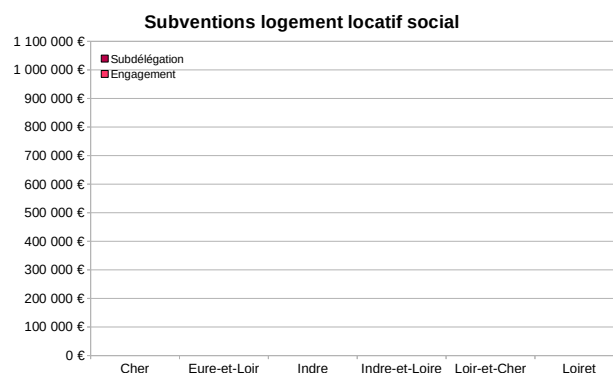 Subventions logement locatif social
1 100 000 €
1 000 000 €
900 000 €
800 000 €
700 000 €
600 000 €
500 000 €
400 000 €
300 000 €
200 000 €
100 000 €
0 €
Subdélégation
Engagement
Cher Eure-et-Loir Indre Indre-et-Loire Loir-et-Cher Loiret